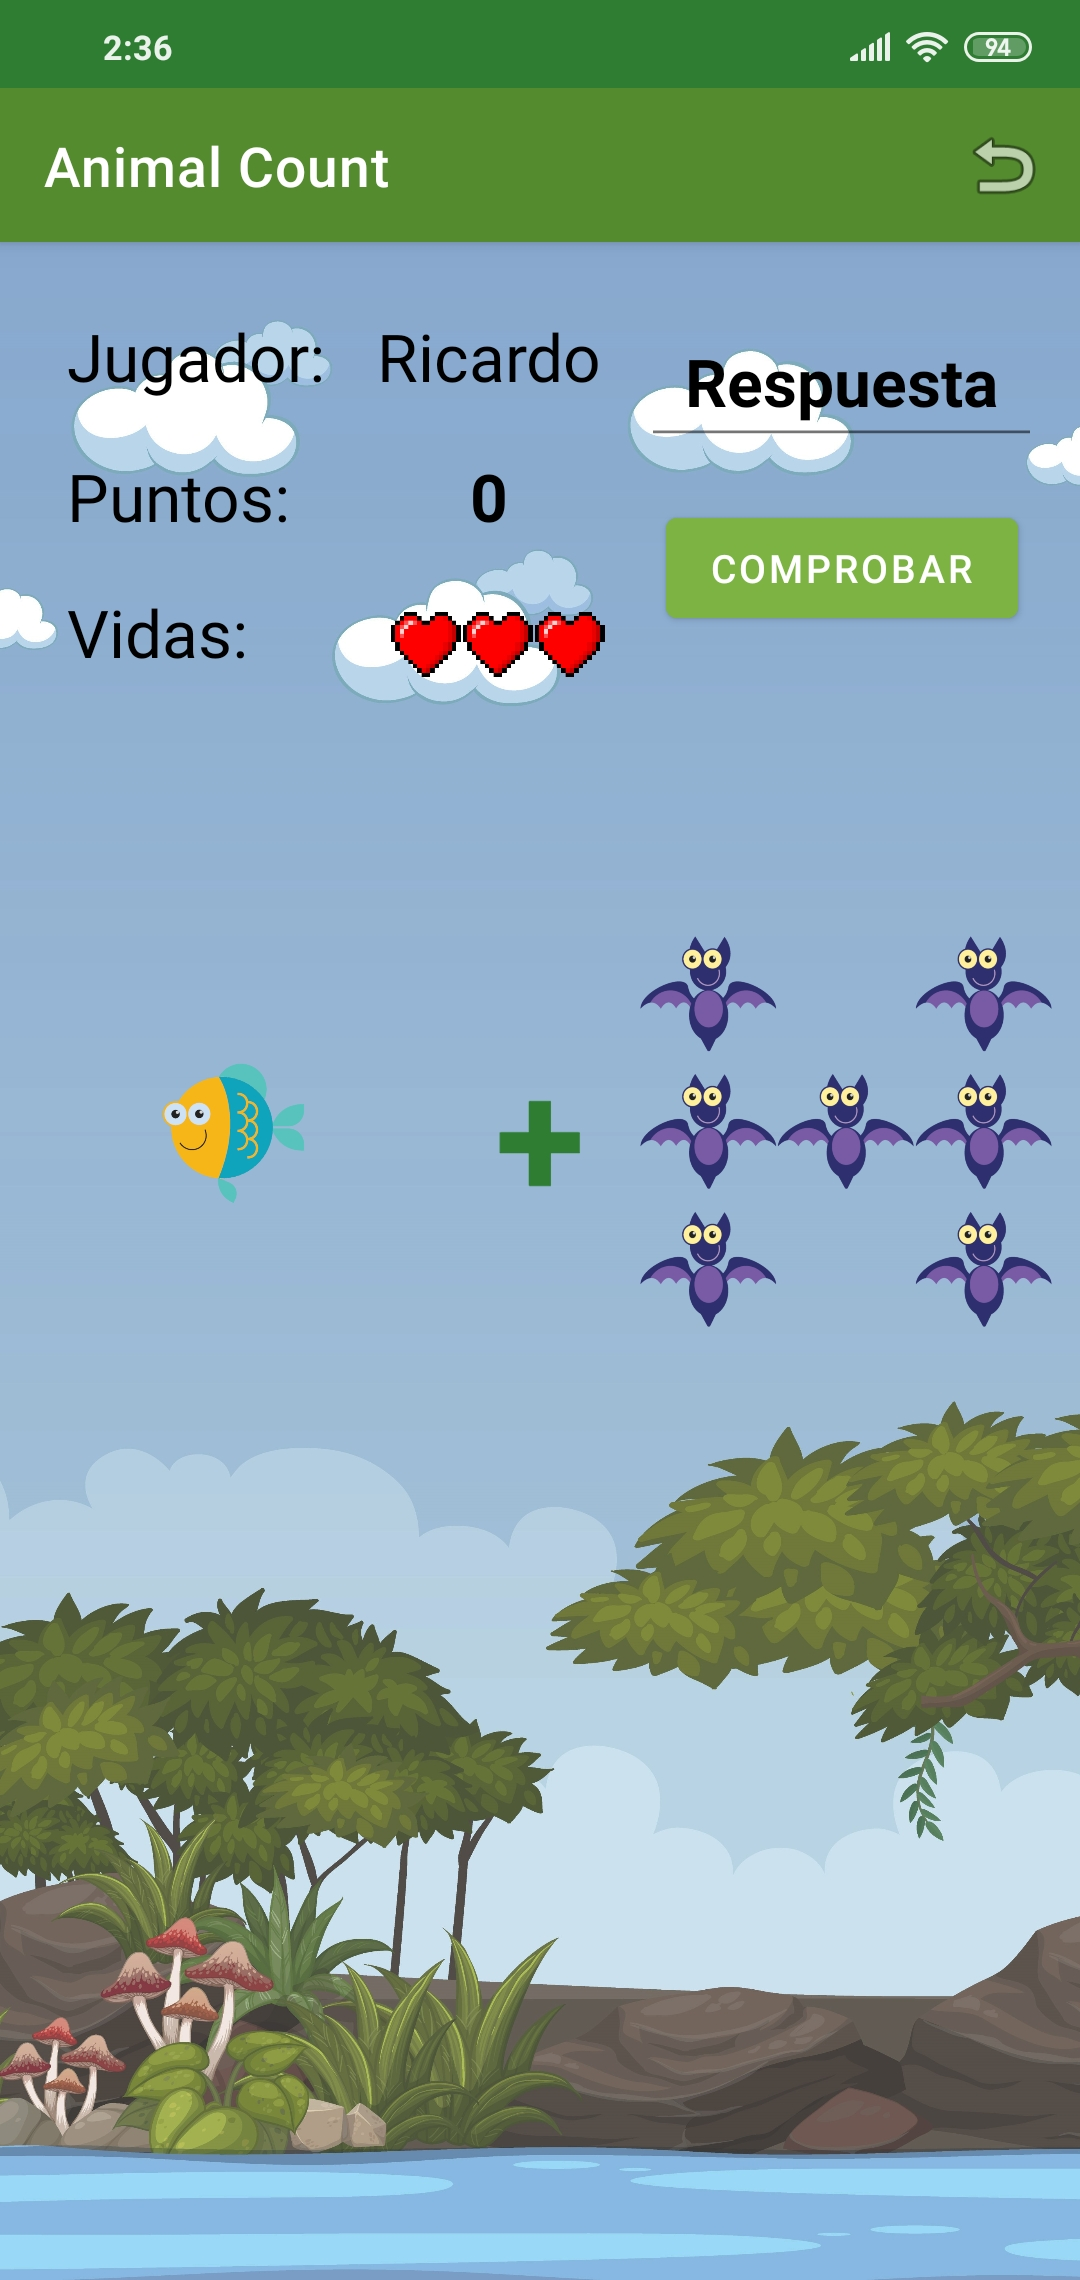 2:36
94
Animal Count
Jugador: Ricardo
Respuesta
Puntos: 0
COMPROBAR
Vidas: